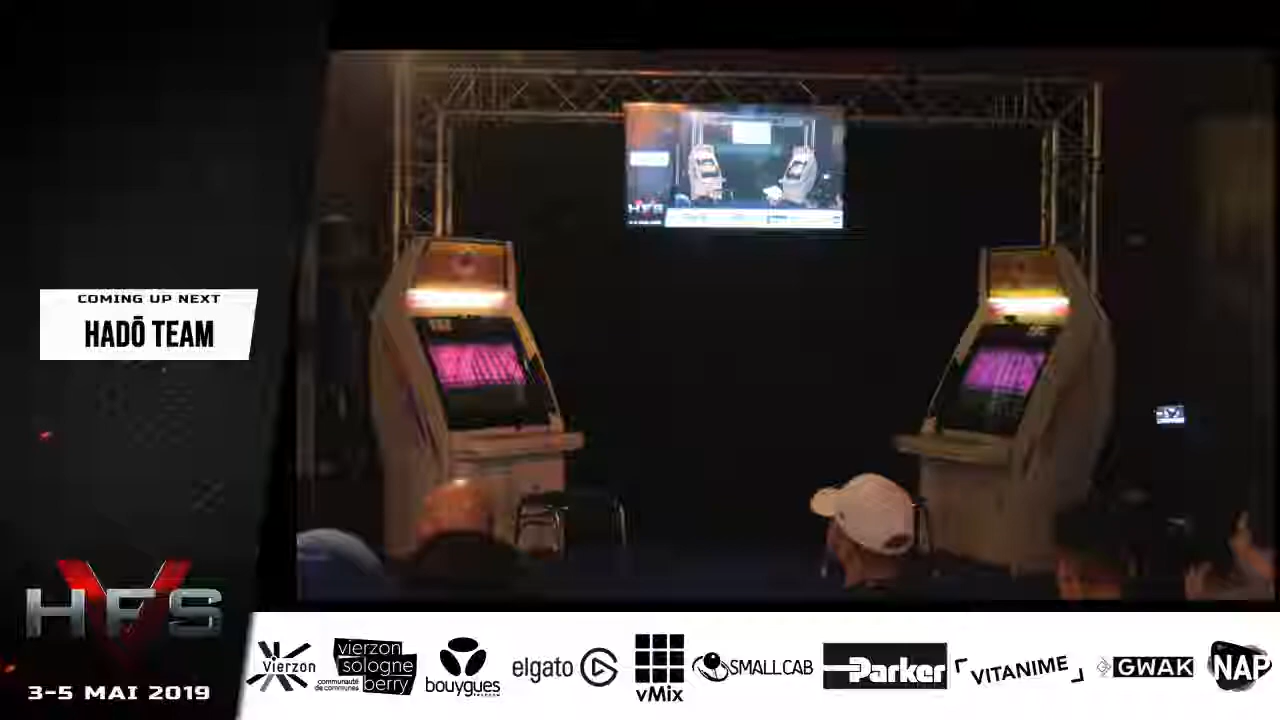 COMING UP NEXT
HADŌ TEAM
HFS
V
3-5 MAI 2019
Vierzon
vierzon
sologne
berry
communauté
de communes
bouygues
TELECOM
elgato
vMix
SMALLCAB
Parker
VITANIME
GWAK
NAP